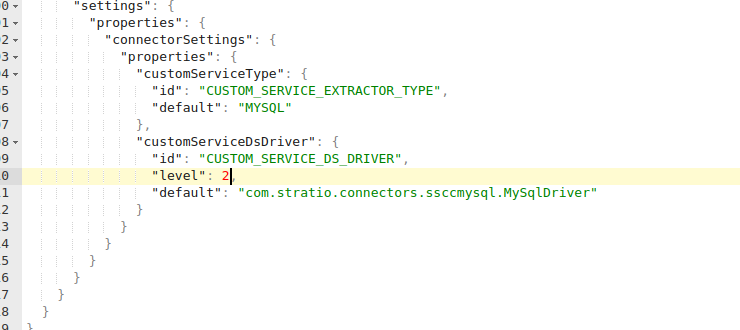 0 "settings": {
1 "properties": {
2 "connectorSettings": {
3 "properties": {
4 "customServiceType": {
5 "id": "CUSTOM_SERVICE_EXTRACTOR_TYPE",
6 "default": "MYSQL"
7 },
8 "customServiceDsDriver": {
9 "id": "CUSTOM_SERVICE_DS_DRIVER",
0 "level": 2,
1 "default": "com.stratio.connectors.ssccmysql.MySqlDriver"
2 }
3 }
4 }
5 }
6 }
7 }
8 }
9 }